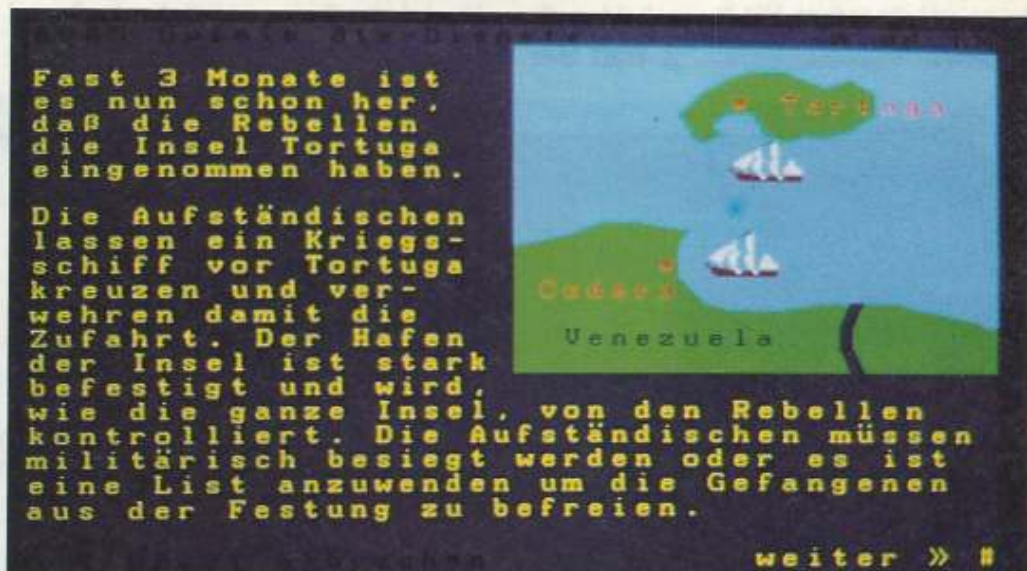 Fast 3 Monate ist
es nun schon her,
daß die Rebellen
die Insel Tortuga
eingenommen haben.
Die Aufständischen
lassen ein Kriegs-
schiff vor Tortuga
kreuzen und ver-
wehren damit die
Zufahrt. Der Hafen
der Insel ist stark
befestigt und wird,
wie die ganze Insel, von den Rebellen
kontrolliert. Die Aufständischen müssen
militärisch besiegt werden oder es ist
eine List anzuwenden um die Gefangenen
aus der Festung zu befreien.
Tortuga
Venezuela
weiter » #